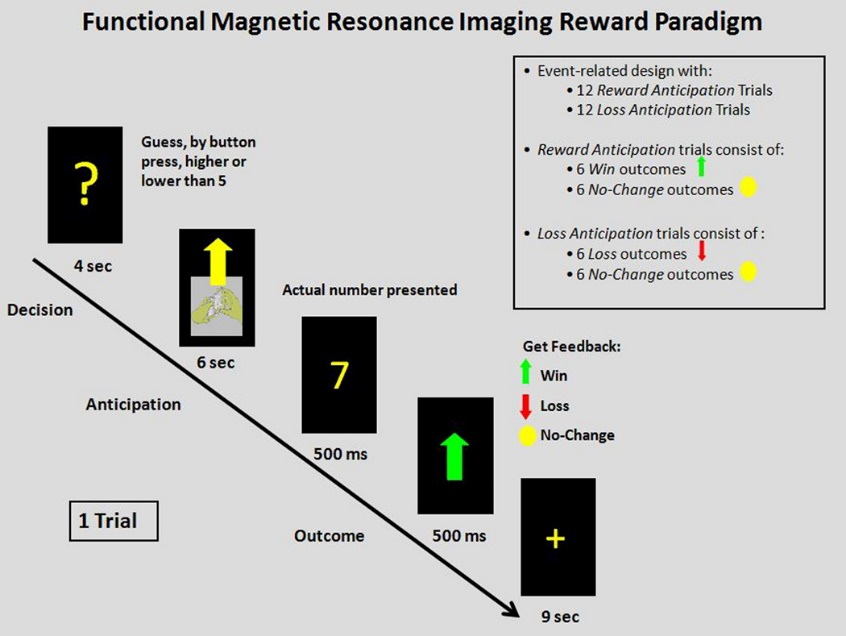 Functional Magnetic Resonance Imaging Reward Paradigm
• Event-related design with:
• 12 Reward Anticipation Trials
• 12 Loss Anticipation Trials
• Reward Anticipation trials consist of:
• 6 Win outcomes
• 6 No-Change outcomes
• Loss Anticipation trials consist of :
• 6 Loss outcomes
• 6 No-Change outcomes
?
Guess, by button
press, higher or
lower than 5
4 sec
Decision
6 sec
Anticipation
Actual number presented
7
500 ms
Outcome
Get Feedback:
Win
Loss
No-Change
500 ms
+
9 sec
1 Trial